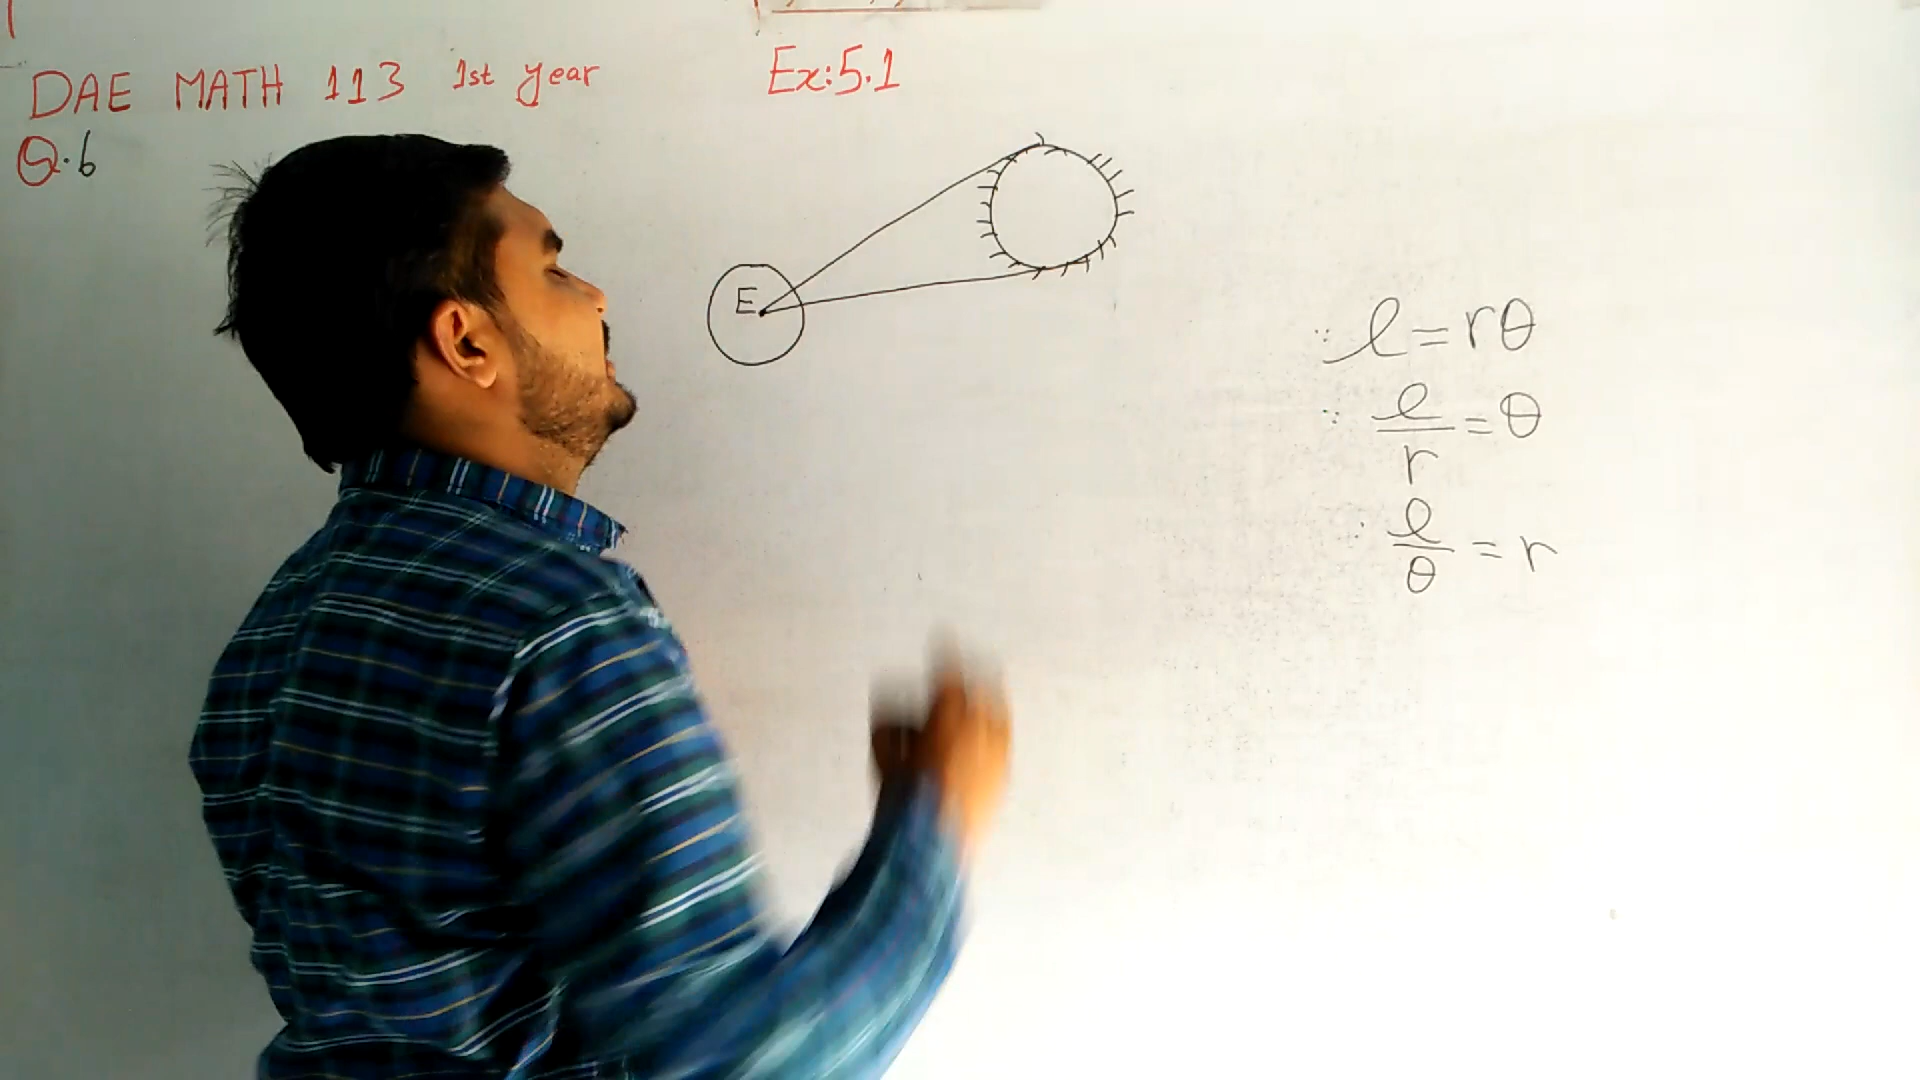 DAE MATH 113 1st year Ex:5.1
Q.6
E
∵ l = rθ
∵ l/r = θ
∵ l/θ = r